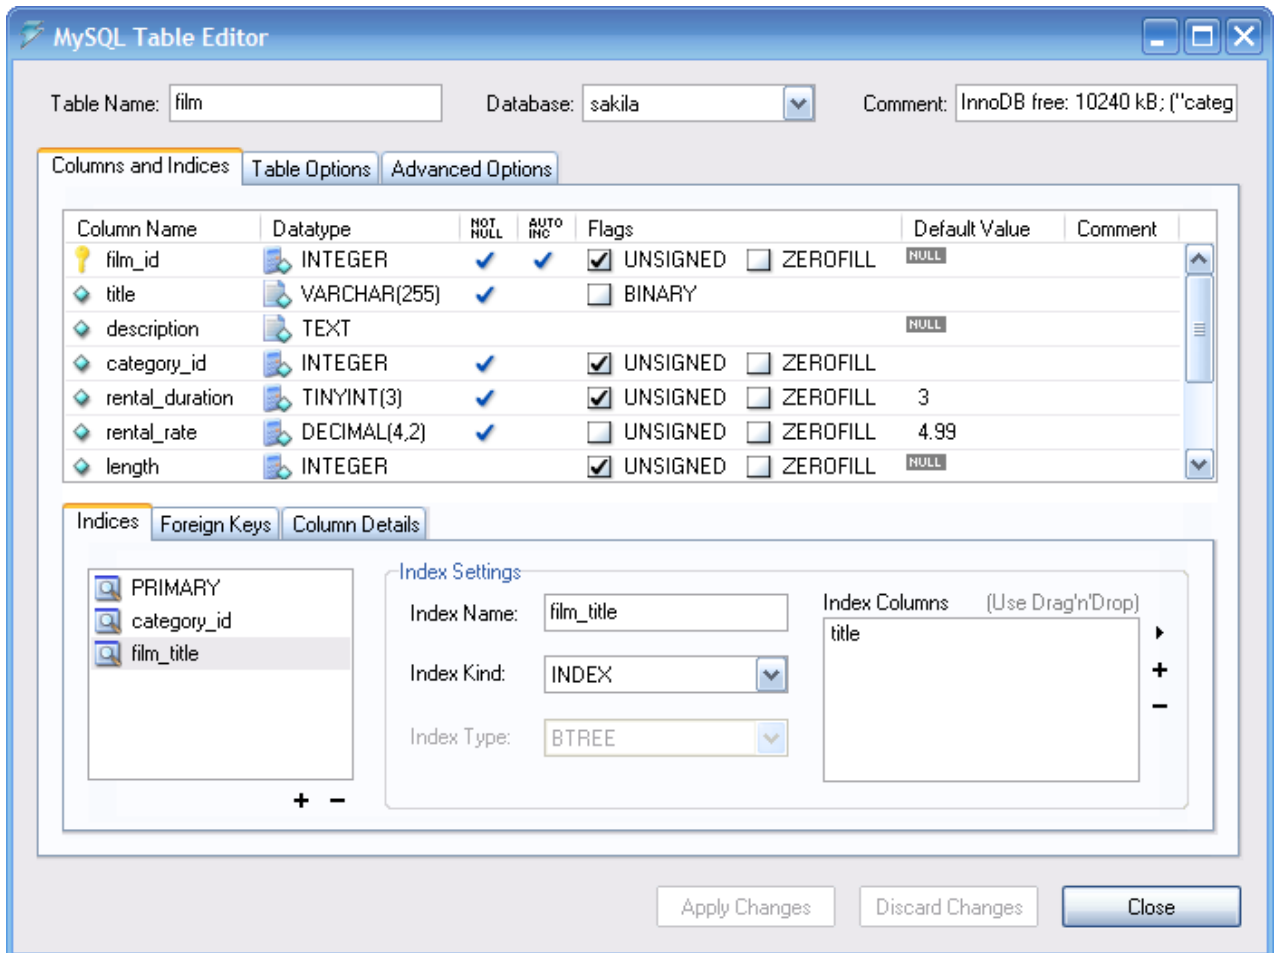 MySQL Table Editor
Table Name: film Database: sakila Comment: InnoDB free: 10240 kB; ("categ
Columns and Indices Table Options Advanced Options
Column Name Datatype NOT NULL AUTO INC Flags Default Value Comment
film_id INTEGER UNSIGNED ZEROFILL NULL
title VARCHAR(255) BINARY
description TEXT NULL
category_id INTEGER UNSIGNED ZEROFILL
rental_duration TINYINT(3) UNSIGNED ZEROFILL 3
rental_rate DECIMAL(4,2) UNSIGNED ZEROFILL 4.99
length INTEGER UNSIGNED ZEROFILL NULL
Indices Foreign Keys Column Details
PRIMARY
category_id
film_title
Index Settings
Index Name: film_title
Index Kind: INDEX
Index Type: BTREE
Index Columns (Use Drag'n'Drop)
title
Apply Changes Discard Changes Close